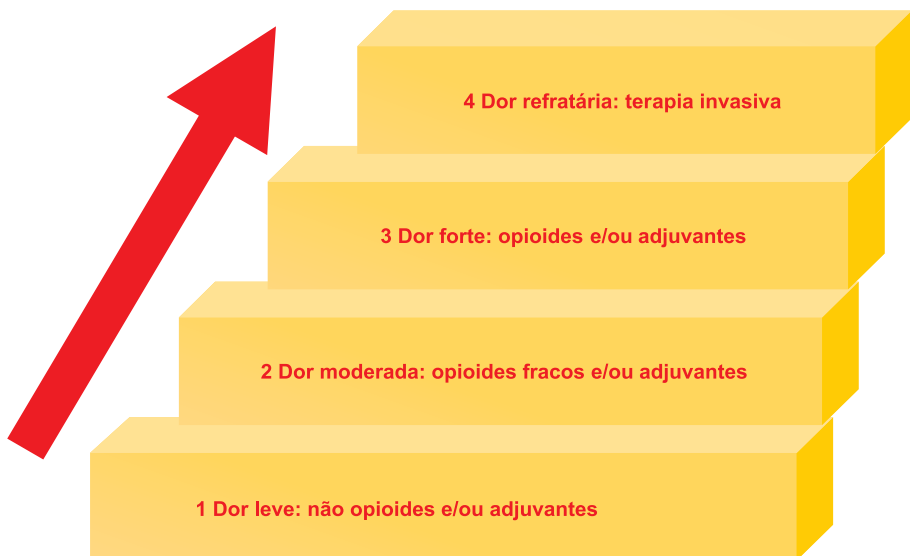 4 Dor refratária: terapia invasiva
3 Dor forte: opioides e/ou adjuvantes
2 Dor moderada: opioides fracos e/ou adjuvantes
1 Dor leve: não opioides e/ou adjuvantes